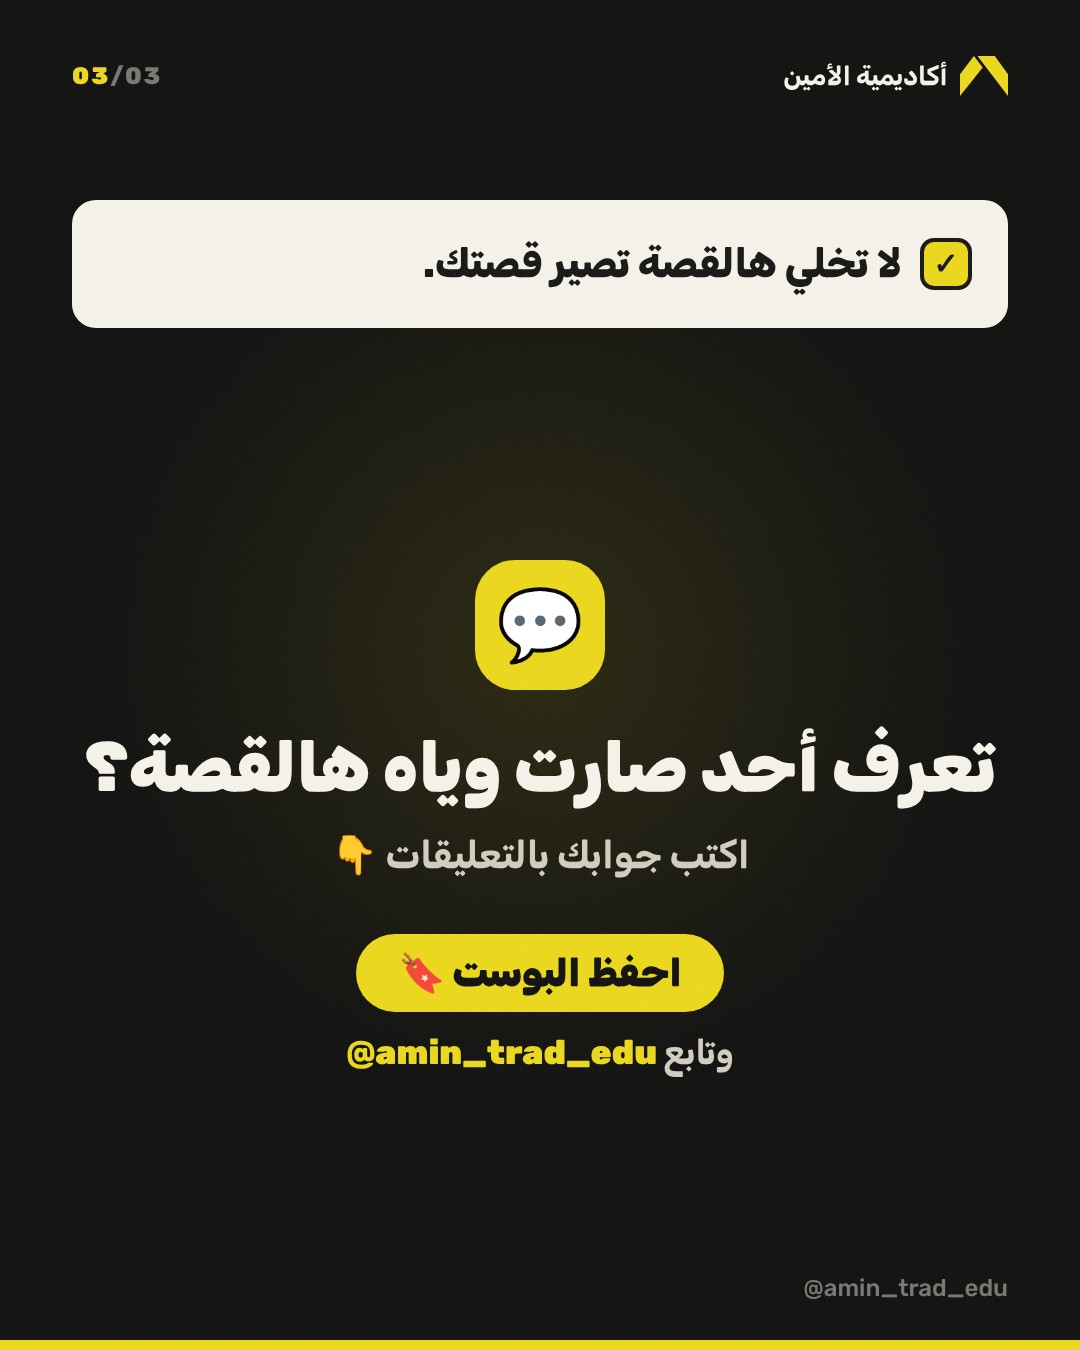 أكاديمية الأمين
03/03
✓ لا تخلي هالقصة تصير قصتك.
تعرف أحد صارت وياه هالقصة؟
اكتب جوابك بالتعليقات 👇
احفظ البوست 🔖
وتابع @amin_trad_edu
@amin_trad_edu